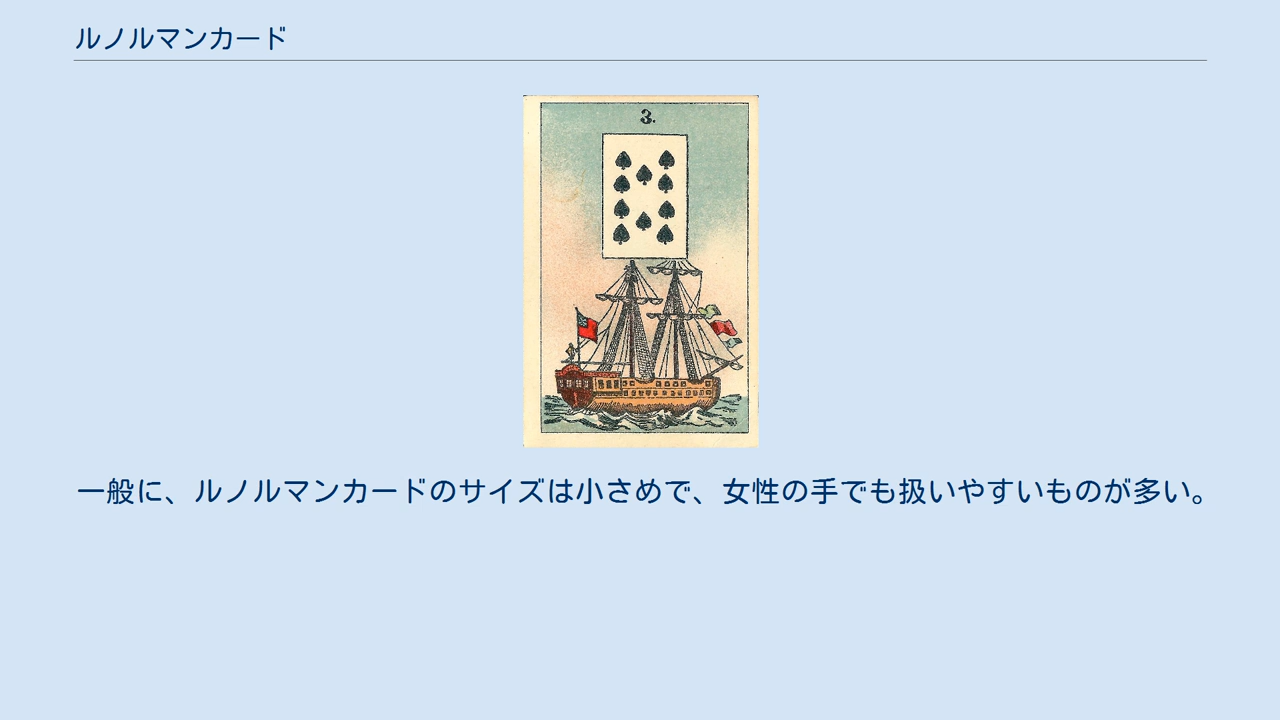 ルノルマンカード
3.
一般に、ルノルマンカードのサイズは小さめで、女性の手でも扱いやすいものが多い。